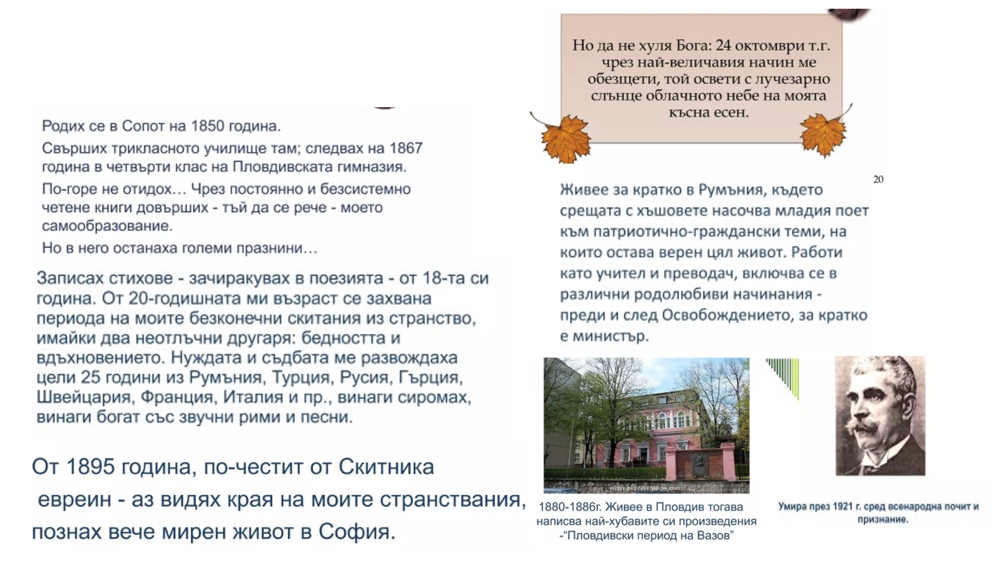 Родих се в Сопот на 1850 година.
Свърших трикласното училище там; следвах на 1867
година в четвърти клас на Пловдивската гимназия.
По-горе не отидох… Чрез постоянно и безсистемно
четене книги довърших - тъй да се рече - моето
самообразование.
Но в него останаха големи празнини…
Записах стихове - зачиракувах в поезията - от 18-та си
година. От 20-годишната ми възраст се захвана
периода на моите безконечни скитания из странство,
имайки два неотлъчни другаря: бедността и
вдъхновението. Нуждата и съдбата ме развождаха
цели 25 години из Румъния, Турция, Русия, Гърция,
Швейцария, Франция, Италия и пр., винаги сиромах,
винаги богат със звучни рими и песни.
От 1895 година, по-честит от Скитника
евреин - аз видях края на моите странствания,
познах вече мирен живот в София.
Но да не хуля Бога: 24 октомври т.г.
чрез най-величавия начин ме
обезщети, той освети с лучезарно
слънце облачното небе на моята
късна есен.
20
Живее за кратко в Румъния, където
срещата с хъшовете насочва младия поет
към патриотично-граждански теми, на
които остава верен цял живот. Работи
като учител и преводач, включва се в
различни родолюбиви начинания -
преди и след Освобождението, за кратко
е министър.
www.plovdivguide.com
1880-1886г. Живее в Пловдив тогава
написва най-хубавите си произведения
-“Пловдивски период на Вазов”
Умира през 1921 г. сред всенародна почит и
признание.